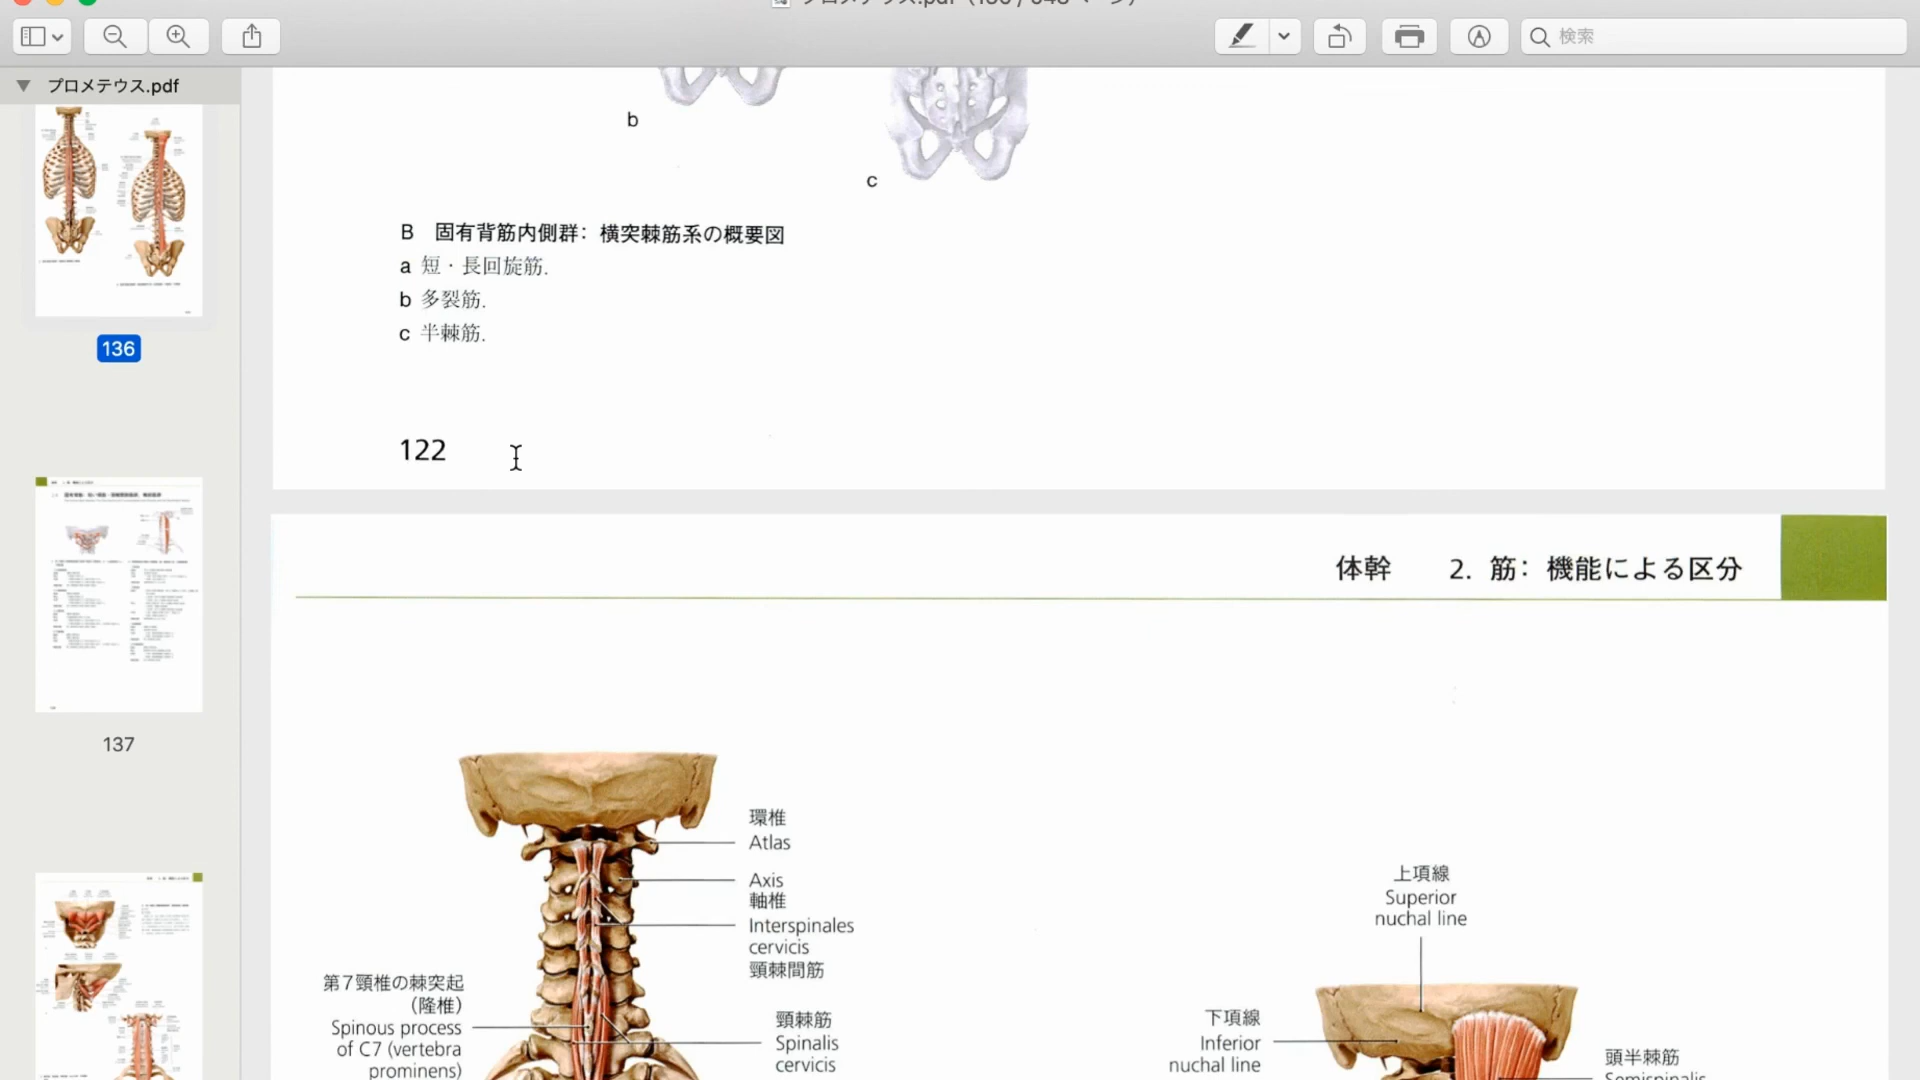 検索
プロメテウス.pdf
136
137
b
c
B 固有背筋内側群：横突棘筋系の概要図
a 短・長回旋筋.
b 多裂筋.
c 半棘筋.
122
体幹 2. 筋：機能による区分
環椎
Atlas
Axis
軸椎
Interspinales
cervicis
頸棘間筋
第7頸椎の棘突起
（隆椎）
Spinous process
of C7 (vertebra
prominens)
頸棘筋
Spinalis
cervicis
上項線
Superior
nuchal line
下項線
Inferior
nuchal line
頭半棘筋